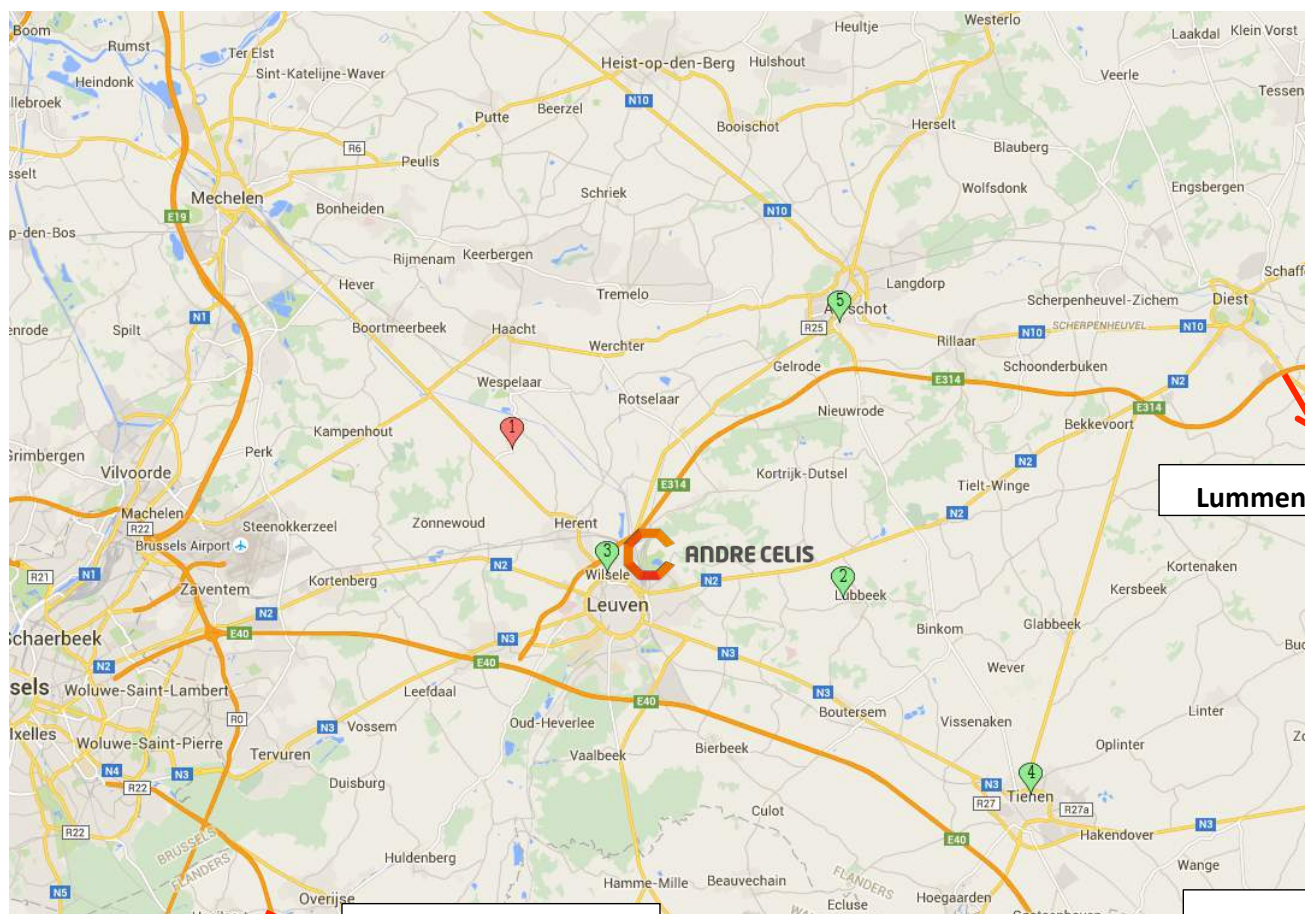 Boom
Rumst
Ter Elst
Heultje
Westerlo
Laakdal
Klein Vorst
Heindonk
Sint-Katelijne-Waver
Heist-op-den-Berg
Hulshout
Veerle
llebroek
Tessen
N10
Putte
Beerzel
Booischot
Herselt
R6
Blauberg
Peulis
sselt
Mechelen
Schriek
Wolfsdonk
Engsbergen
Bonheiden
E19
N10
p-den-Bos
Rijmenam
Keerbergen
Schaff
Hever
Tremelo
Langdorp
Scherpenheuvel-Zichem
Diest
5
N1
enrode
Spilt
Boortmeerbeek
Haacht
R25
SCHERPENHEUVEL
N10
N10
Werchter
Rillaar
Gelrode
Schoonderbuken
Wespelaar
E314
N2
Rotselaar
Nieuwrode
E314
1
Kampenhout
Bekkevoort
Grimbergen
Perk
N2
Vilvoorde
Kortrijk-Dutsel
E314
Tielt-Winge
Lummen
Machelen
Steenokkerzeel
Zonnewoud
Herent
N2
R22
Brussels Airport
3
ANDRE CELIS
N2
Kortenaken
R21
N1
Kortenberg
Wilsele
N2
2
Zaventem
Lubbeek
Kersbeek
Leuven
N2
Schaerbeek
E40
N3
Binkom
Glabbeek
N2
E40
N3
Wever
sels
Woluwe-Saint-Lambert
Leefdaal
N3
E40
Linter
R0
Boutersem
Vissenaken
Ixelles
N3
Vossem
Oud-Heverlee
Woluwe-Saint-Pierre
Bierbeek
Oplinter
Tervuren
Vaalbeek
N4
N3
4
R22
Duisburg
N3
Tienen
R27
R27a
Culot
N3
R22
Hakendover
BRUSSELS
FLANDERS
Huldenberg
E40
Wange
N5
Hamme-Mille
Beauvechain
FLANDERS
Overijse
Hoegaarden
Ecluse